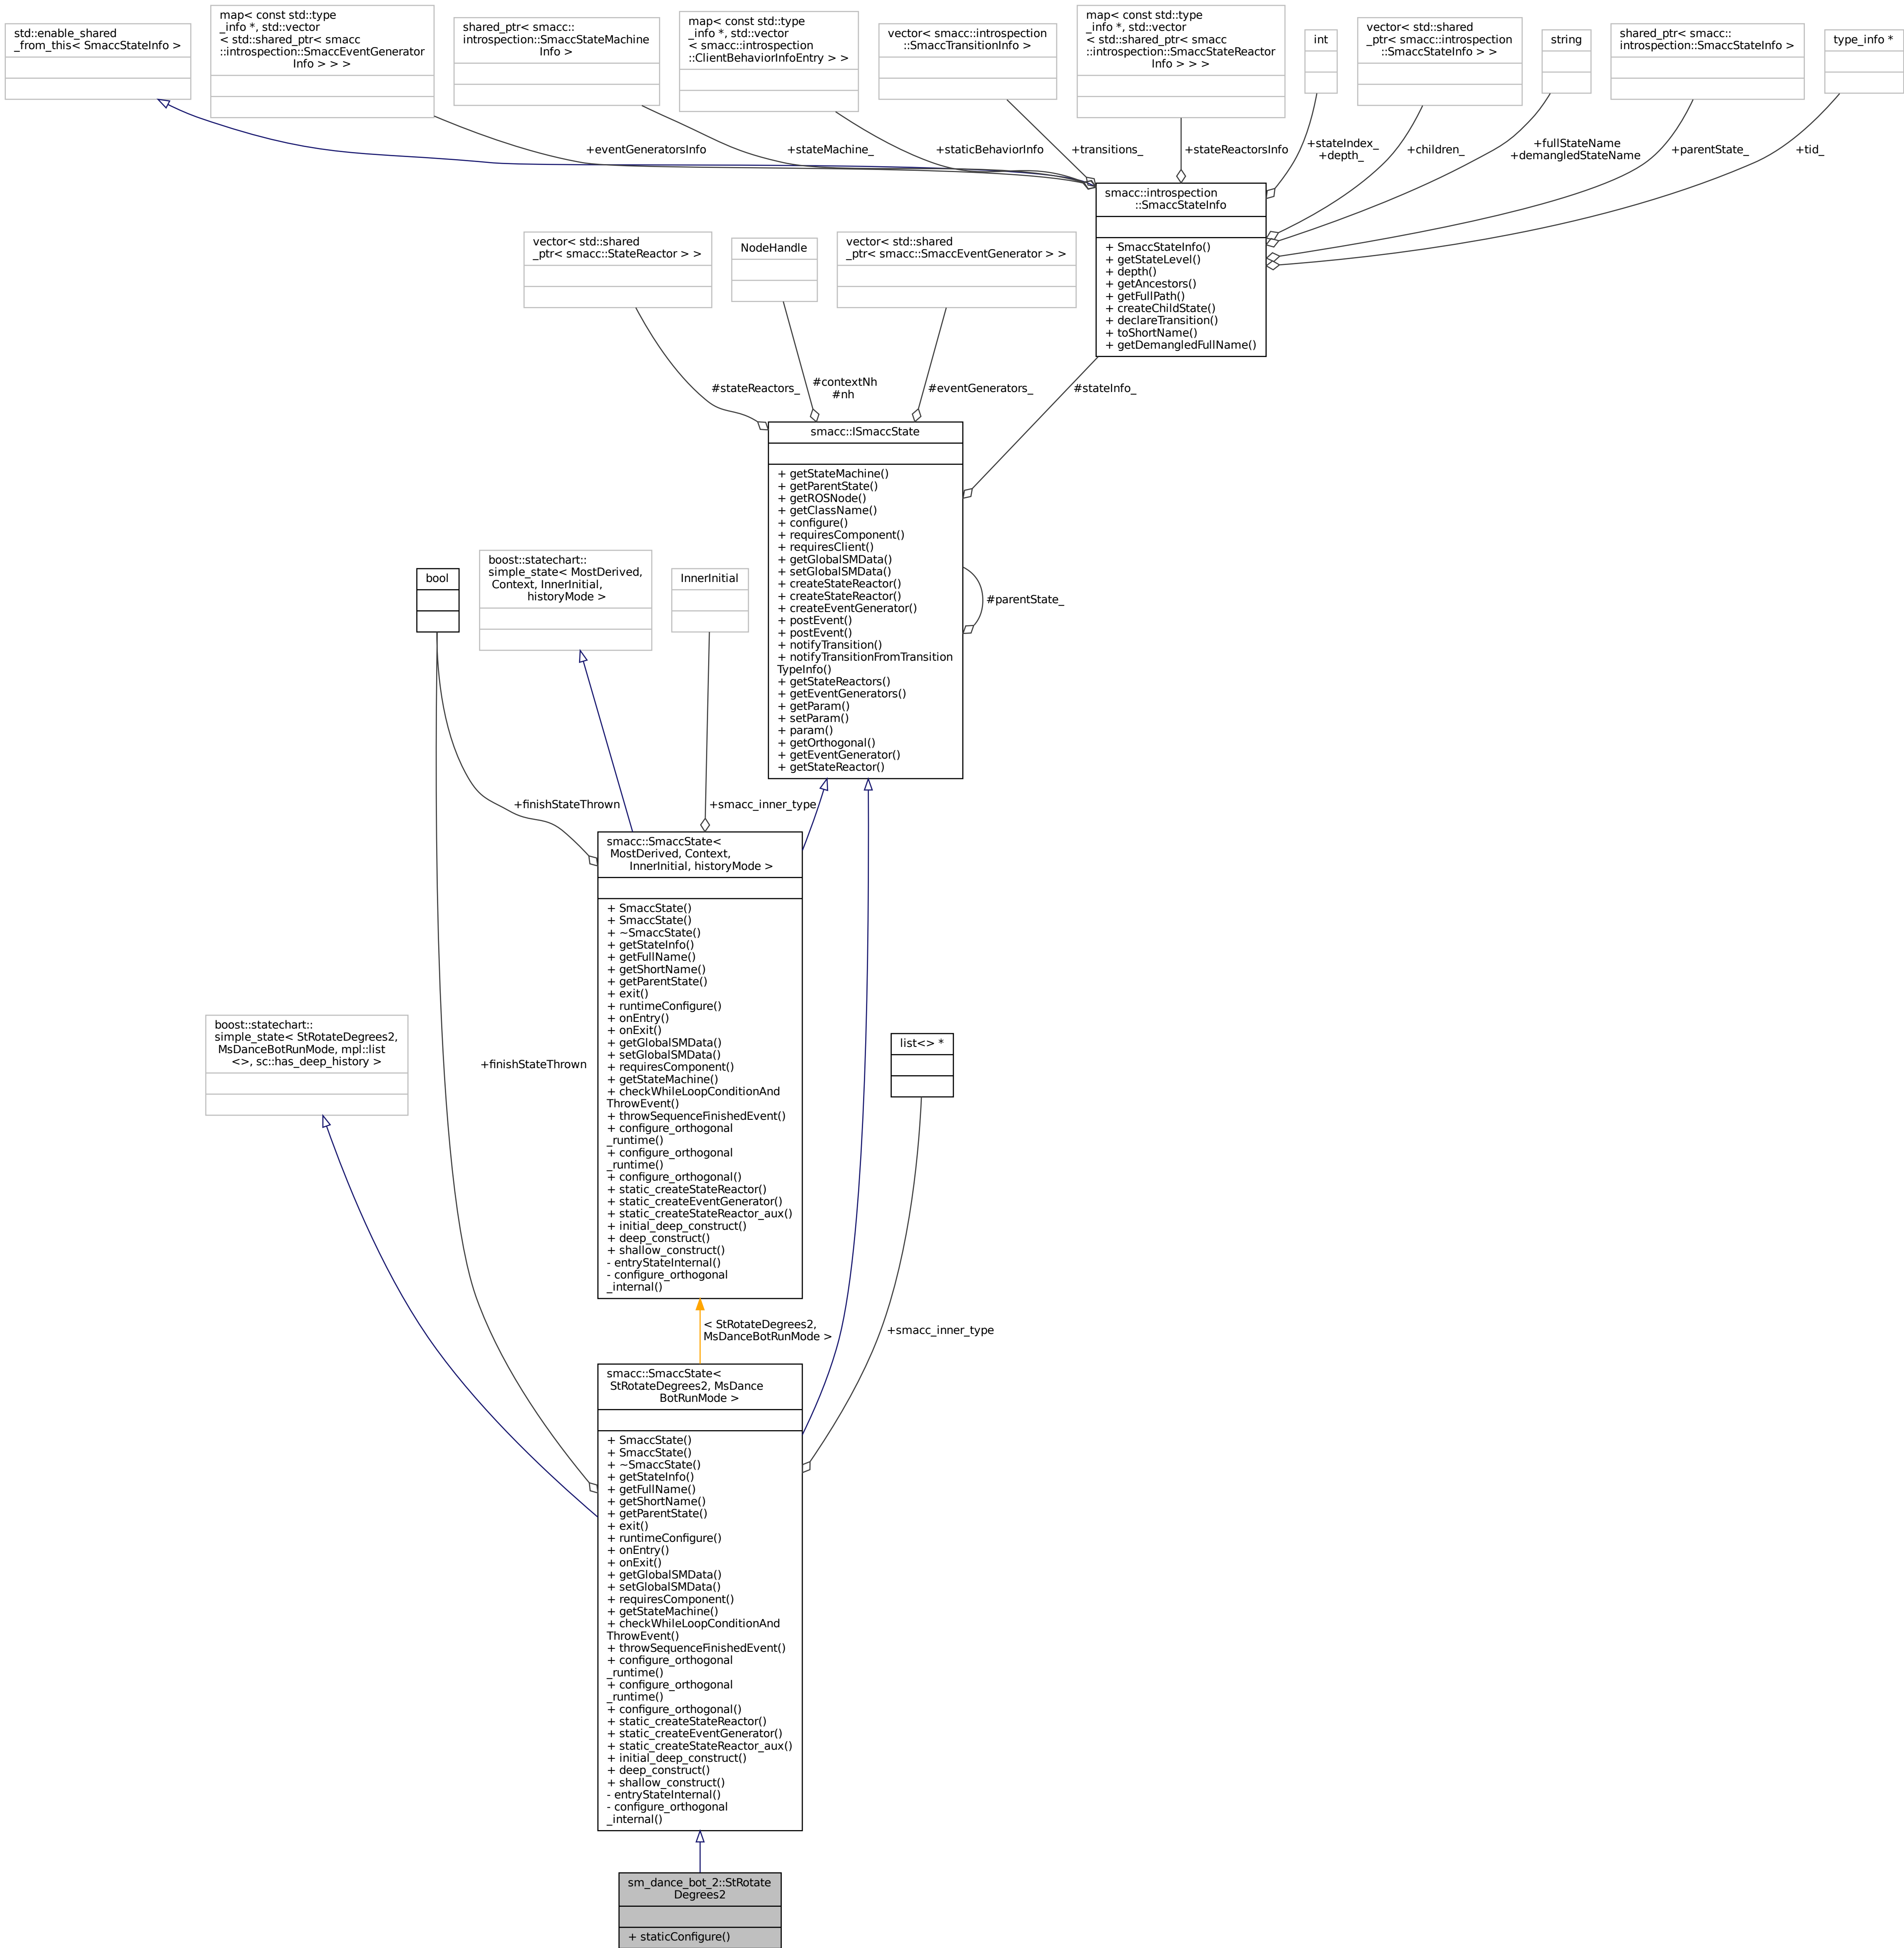 std::enable_shared
_from_this< SmaccStateInfo >
map< const std::type
_info *, std::vector
< std::shared_ptr< smacc
::introspection::SmaccEventGenerator
Info > > >
shared_ptr< smacc::
introspection::SmaccStateMachine
Info >
map< const std::type
_info *, std::vector
< smacc::introspection
::ClientBehaviorInfoEntry > >
vector< smacc::introspection
::SmaccTransitionInfo >
map< const std::type
_info *, std::vector
< std::shared_ptr< smacc
::introspection::SmaccStateReactor
Info > > >
int
vector< std::shared
_ptr< smacc::introspection
::SmaccStateInfo > >
string
shared_ptr< smacc::
introspection::SmaccStateInfo >
type_info *
+eventGeneratorsInfo
+stateMachine_
+staticBehaviorInfo
+transitions_
+stateReactorsInfo
+stateIndex_
+depth_
+children_
+fullStateName
+demangledStateName
+parentState_
+tid_
smacc::introspection
::SmaccStateInfo
+ SmaccStateInfo()
+ getStateLevel()
+ depth()
+ getAncestors()
+ getFullPath()
+ createChildState()
+ declareTransition()
+ toShortName()
+ getDemangledFullName()
vector< std::shared
_ptr< smacc::StateReactor > >
NodeHandle
vector< std::shared
_ptr< smacc::SmaccEventGenerator > >
#stateReactors_
#contextNh
#nh
#eventGenerators_
#stateInfo_
smacc::ISmaccState
+ getStateMachine()
+ getParentState()
+ getROSNode()
+ getClassName()
+ configure()
+ requiresComponent()
+ requiresClient()
+ getGlobalSMData()
+ setGlobalSMData()
+ createStateReactor()
+ createStateReactor()
+ createEventGenerator()
+ postEvent()
+ postEvent()
+ notifyTransition()
+ notifyTransitionFromTransition
TypeInfo()
+ getStateReactors()
+ getEventGenerators()
+ getParam()
+ setParam()
+ param()
+ getOrthogonal()
+ getEventGenerator()
+ getStateReactor()
#parentState_
bool
boost::statechart::
simple_state< MostDerived,
Context, InnerInitial,
historyMode >
InnerInitial
+finishStateThrown
+smacc_inner_type
smacc::SmaccState<
MostDerived, Context,
InnerInitial, historyMode >
+ SmaccState()
+ SmaccState()
+ ~SmaccState()
+ getStateInfo()
+ getFullName()
+ getShortName()
+ getParentState()
+ exit()
+ runtimeConfigure()
+ onEntry()
+ onExit()
+ getGlobalSMData()
+ setGlobalSMData()
+ requiresComponent()
+ getStateMachine()
+ checkWhileLoopConditionAnd
ThrowEvent()
+ throwSequenceFinishedEvent()
+ configure_orthogonal
_runtime()
+ configure_orthogonal
_runtime()
+ configure_orthogonal()
+ static_createStateReactor()
+ static_createEventGenerator()
+ static_createStateReactor_aux()
+ initial_deep_construct()
+ deep_construct()
+ shallow_construct()
- entryStateInternal()
- configure_orthogonal
_internal()
boost::statechart::
simple_state< StRotateDegrees2,
MsDanceBotRunMode, mpl::list
<>, sc::has_deep_history >
+finishStateThrown
list<> *
< StRotateDegrees2,
MsDanceBotRunMode >
+smacc_inner_type
smacc::SmaccState<
StRotateDegrees2, MsDance
BotRunMode >
+ SmaccState()
+ SmaccState()
+ ~SmaccState()
+ getStateInfo()
+ getFullName()
+ getShortName()
+ getParentState()
+ exit()
+ runtimeConfigure()
+ onEntry()
+ onExit()
+ getGlobalSMData()
+ setGlobalSMData()
+ requiresComponent()
+ getStateMachine()
+ checkWhileLoopConditionAnd
ThrowEvent()
+ throwSequenceFinishedEvent()
+ configure_orthogonal
_runtime()
+ configure_orthogonal
_runtime()
+ configure_orthogonal()
+ static_createStateReactor()
+ static_createEventGenerator()
+ static_createStateReactor_aux()
+ initial_deep_construct()
+ deep_construct()
+ shallow_construct()
- entryStateInternal()
- configure_orthogonal
_internal()
sm_dance_bot_2::StRotate
Degrees2
+ staticConfigure()